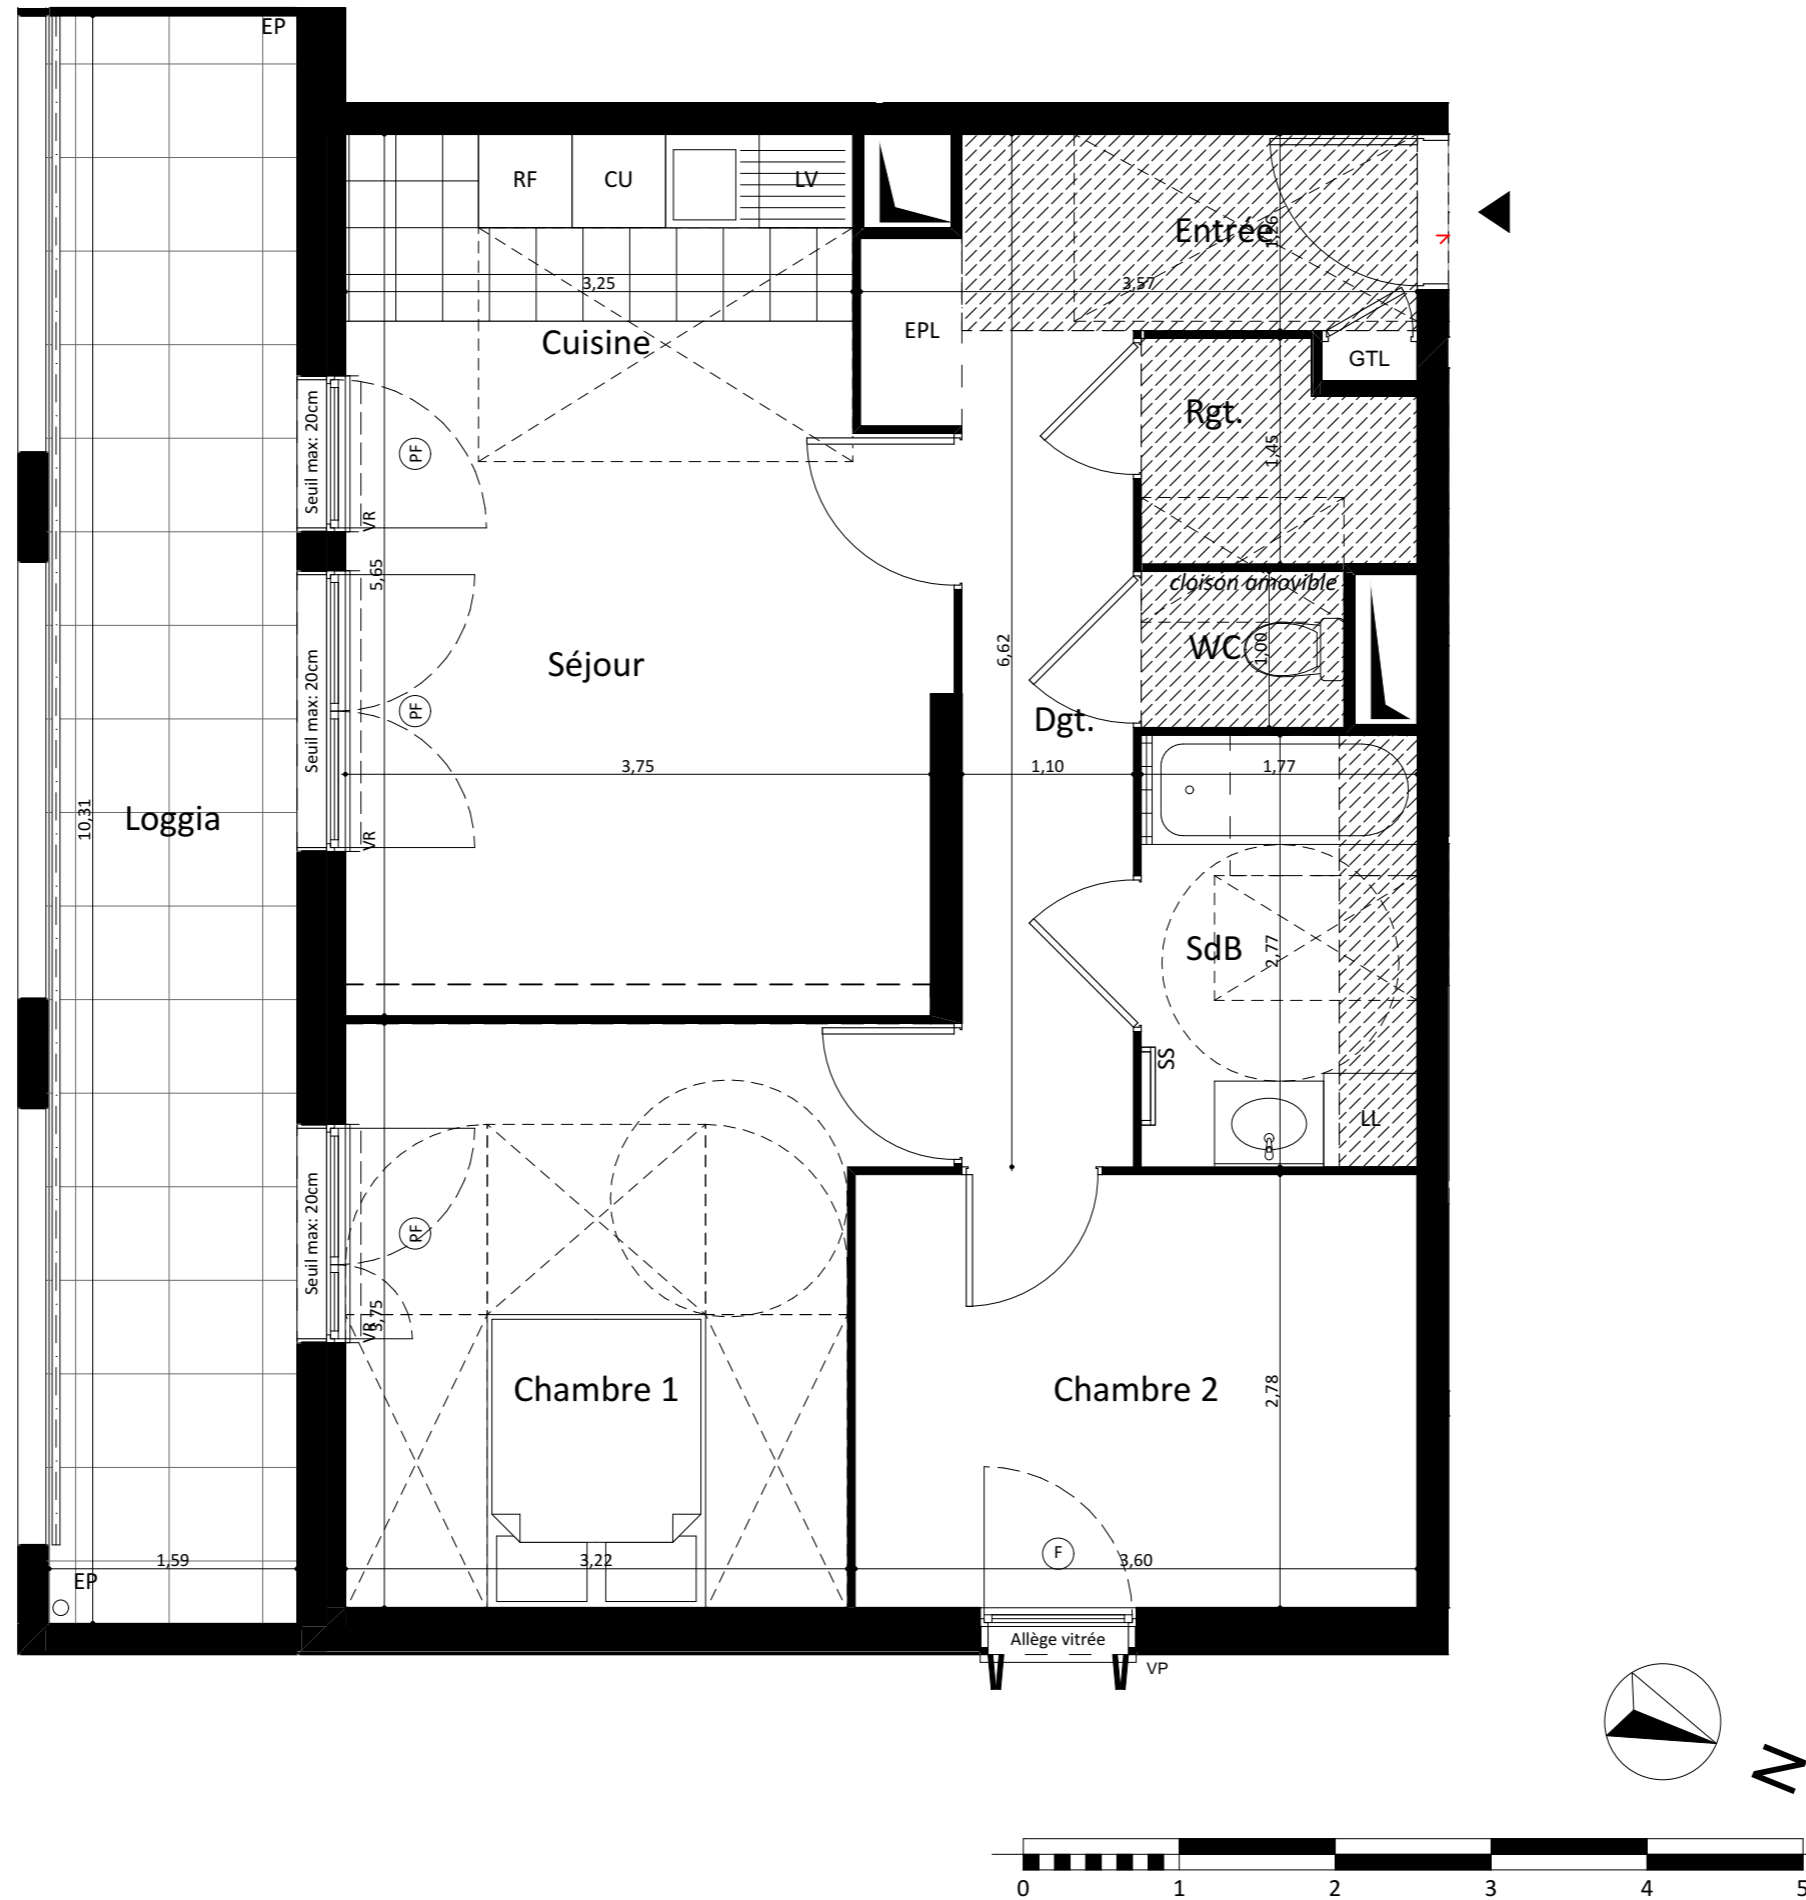 EP
RF
CU
LV
Entrée
1,26
3,25
3,57
Cuisine
EPL
GTL
Rgt.
1,45
Seuil max: 20cm
PF
VR
5,65
cloison amovible
WC
1,00
6,62
Séjour
Seuil max: 20cm
PF
Dgt.
3,75
1,10
1,77
VR
10,31
Loggia
SdB
2,77
SS
LL
Seuil max: 20cm
PF
VR
3,75
Chambre 1
Chambre 2
2,78
F
1,59
3,22
3,60
EP
Allège vitrée
VP
N
0 1 2 3 4 5